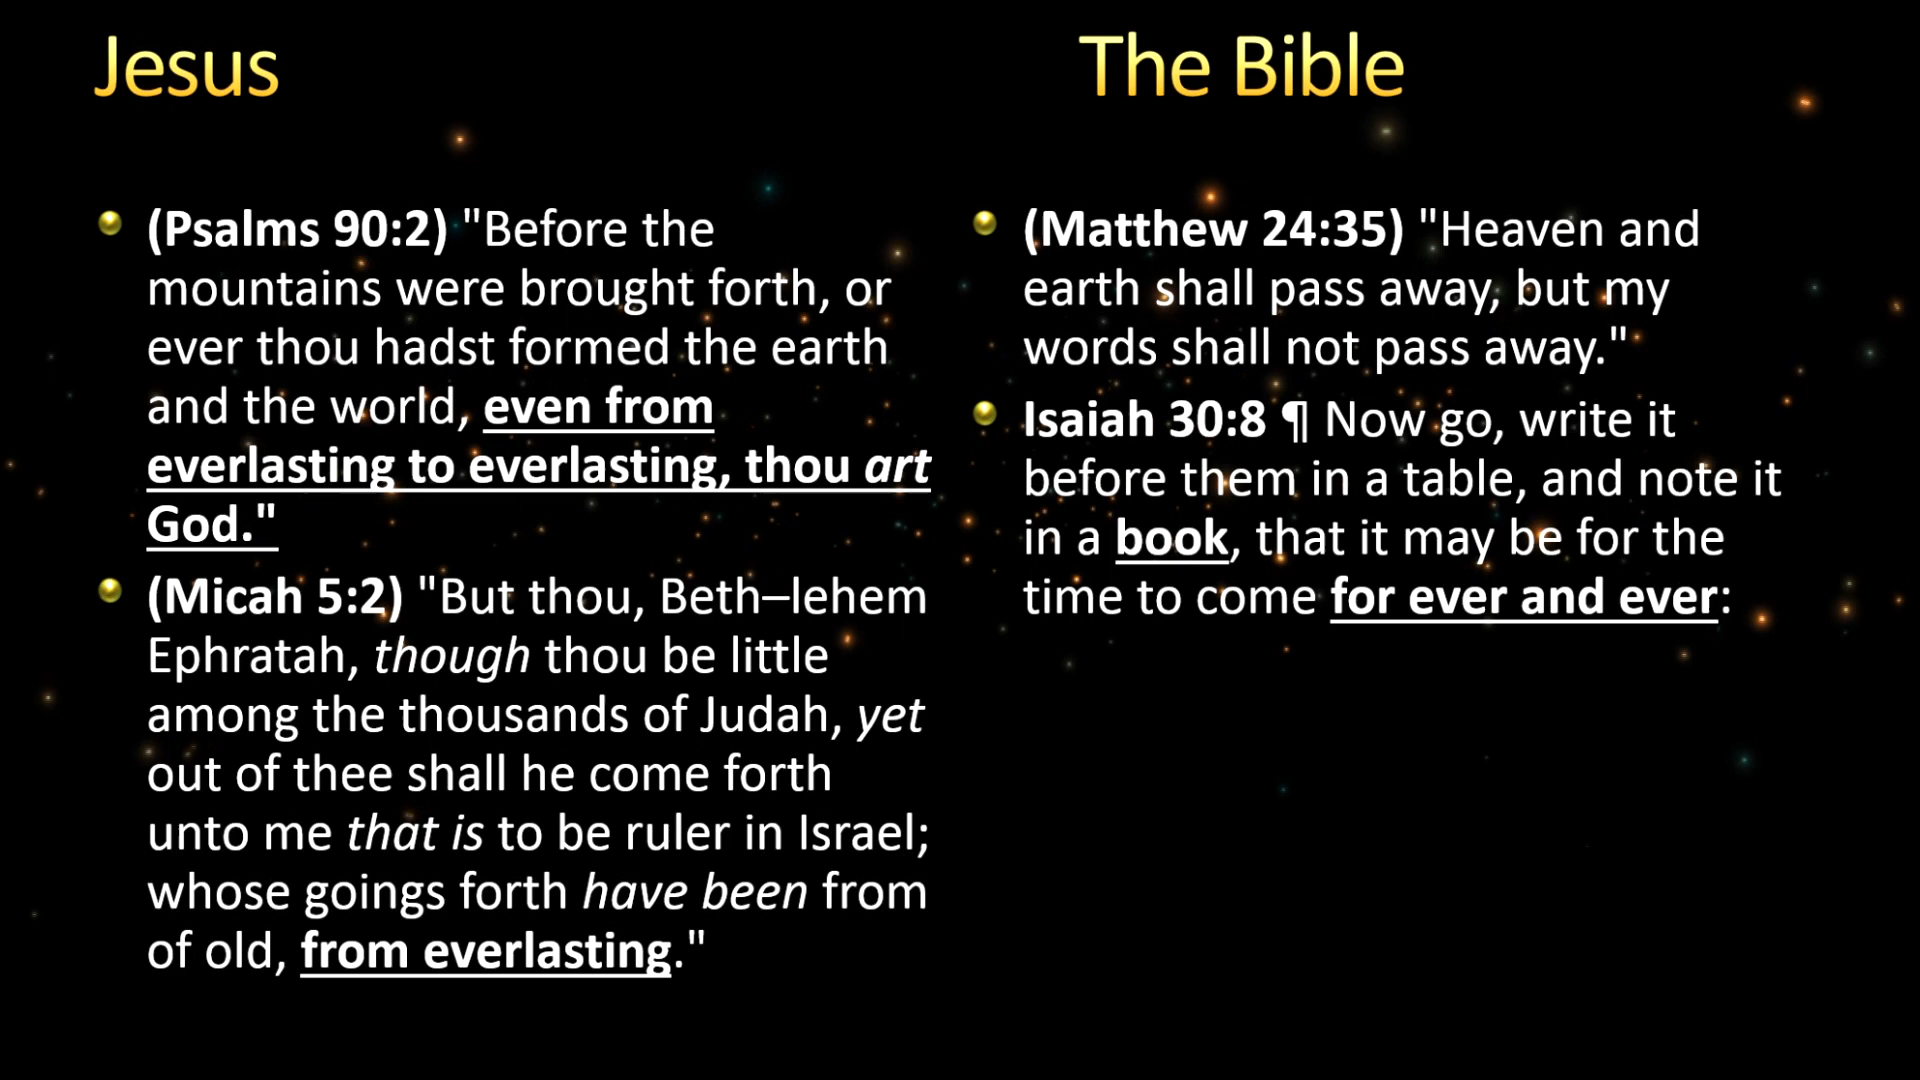 Jesus
(Psalms 90:2) "Before the
mountains were brought forth, or
ever thou hadst formed the earth
and the world, even from
everlasting to everlasting, thou art
God."
(Micah 5:2) "But thou, Beth–lehem
Ephratah, though thou be little
among the thousands of Judah, yet
out of thee shall he come forth
unto me that is to be ruler in Israel;
whose goings forth have been from
of old, from everlasting."
The Bible
(Matthew 24:35) "Heaven and
earth shall pass away, but my
words shall not pass away."
Isaiah 30:8 ¶ Now go, write it
before them in a table, and note it
in a book, that it may be for the
time to come for ever and ever: